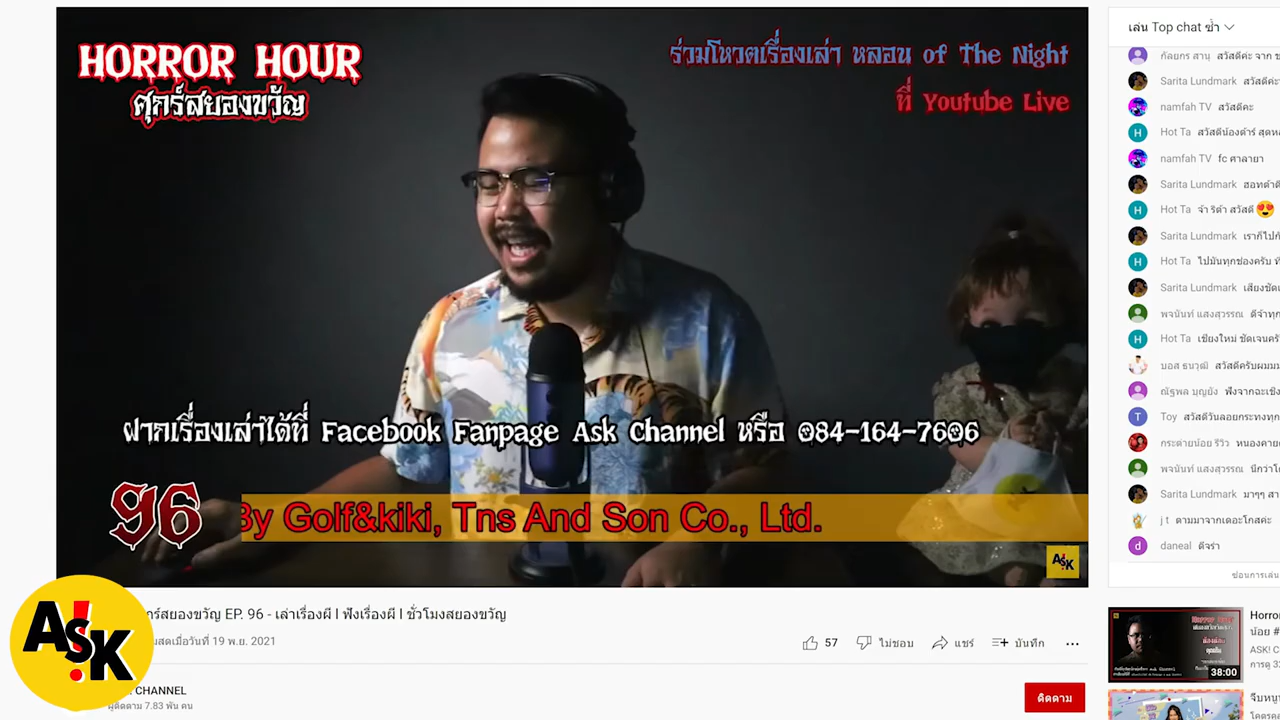 HORROR HOUR
ศุกร์สยองขวัญ
ร่วมโหวตเรื่องเล่า หลอน of The Night
ที่ Youtube Live
ฝากเรื่องเล่าได้ที่ Facebook Fanpage Ask Channel หรือ 084-164-7606
96
By Golf&kiki, Tns And Son Co., Ltd.
ASK
กร์สยองขวัญ EP. 96 - เล่าเรื่องผี l ฟังเรื่องผี l ชั่วโมงสยองขวัญ
มสดเมื่อวันที่ 19 พ.ย. 2021
57 ไม่ชอบ แชร์ บันทึก
A!SK
CHANNEL
ผู้ติดตาม 7.83 พัน คน
ติดตาม
เล่น Top chat ซ้ำ
กัลยกร สานุ สวัสดีค่ะ จาก
Sarita Lundmark สวัสดีค่ะ
namfah TV สวัสดีคะ
Hot Ta สวัสดีน้องด้าร์
namfah TV fc ศาลายา
Sarita Lundmark ฮอทต้า
Hot Ta จ้า ริต้า สวัสดี 😍
Sarita Lundmark เราก็ไปกั
Hot Ta ไปมันทุกช่องครับ
Sarita Lundmark เสียงชัด
พจนันท์ แสงสุวรรณ ดีจ้าทุก
Hot Ta เชียงใหม่ ชัดเจนครั
บอส ธนวุฒิ สวัสดีครับผมมม
ณัฐพล บุญยัง ฟังจากฉะเชิง
Toy สวัสดีวันลอยกระทงทุก
กระต่ายน้อย รีวิว หนองคาย
พจนันท์ แสงสุวรรณ นึกว่า
Sarita Lundmark มาๆๆ สา
j t ตามมาจากเดอะโกสค่ะ
daneal ดีจร้า
ซ่อนการเล่น
38:00
Horror
น้อย #
ASK! C
การดู 3
จีบหนู